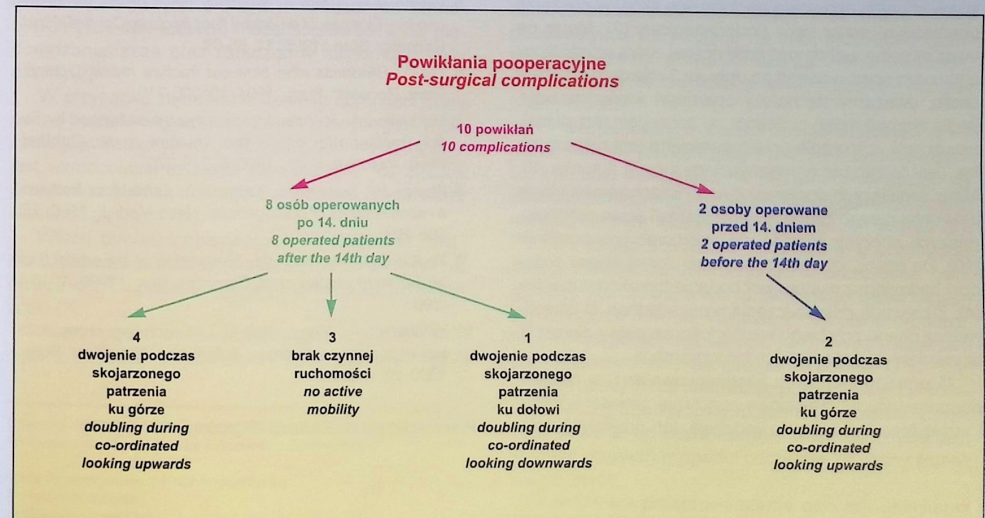 Powikłania pooperacyjne
Post-surgical complications
10 powikłań
10 complications
8 osób operowanych
po 14. dniu
8 operated patients
after the 14th day
2 osoby operowane
przed 14. dniem
2 operated patients
before the 14th day
4
dwojenie podczas
skojarzonego
patrzenia
ku górze
doubling during
co-ordinated
looking upwards
3
brak czynnej
ruchomości
no active
mobility
1
dwojenie podczas
skojarzonego
patrzenia
ku dołowi
doubling during
co-ordinated
looking downwards
2
dwojenie podczas
skojarzonego
patrzenia
ku górze
doubling during
co-ordinated
looking upwards